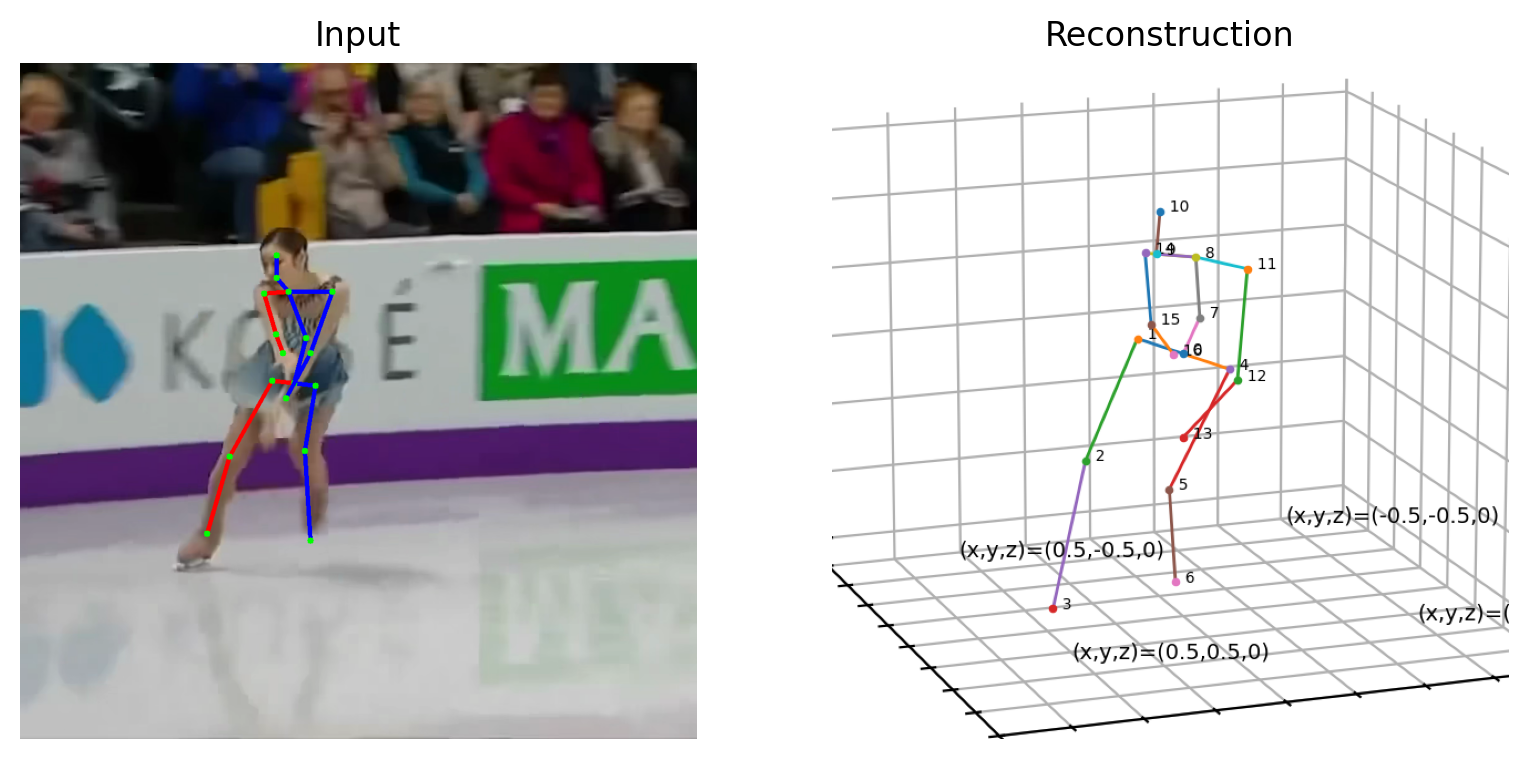 Input
Reconstruction
KO É
MA
10
14
9
8
11
7
15
1
16
0
4
12
2
13
5
6
3
(x,y,z)=(-0.5,-0.5,0)
(x,y,z)=(0.5,-0.5,0)
(x,y,z)=(
(x,y,z)=(0.5,0.5,0)